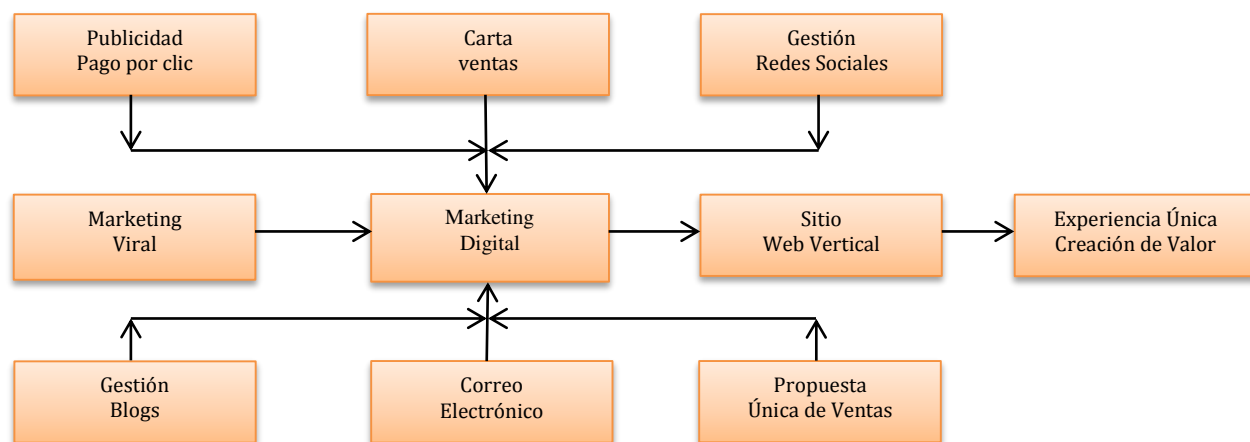 Publicidad
Pago por clic
Carta
ventas
Gestión
Redes Sociales
Marketing
Viral
Marketing
Digital
Sitio
Web Vertical
Experiencia Única
Creación de Valor
Gestión
Blogs
Correo
Electrónico
Propuesta
Única de Ventas